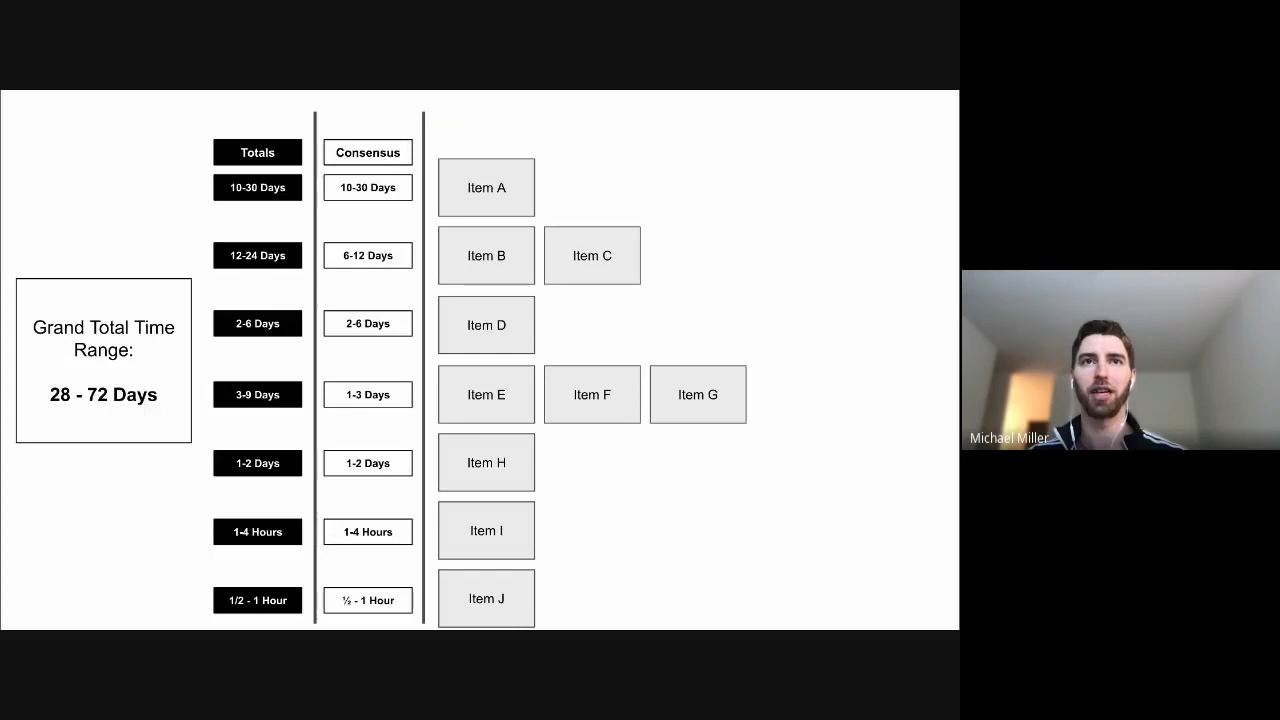 Totals
Consensus
10-30 Days
10-30 Days
Item A
12-24 Days
6-12 Days
Item B
Item C
2-6 Days
2-6 Days
Item D
Grand Total Time
Range:
28 - 72 Days
3-9 Days
1-3 Days
Item E
Item F
Item G
1-2 Days
1-2 Days
Item H
1-4 Hours
1-4 Hours
Item I
1/2 - 1 Hour
½ - 1 Hour
Item J
Michael Miller